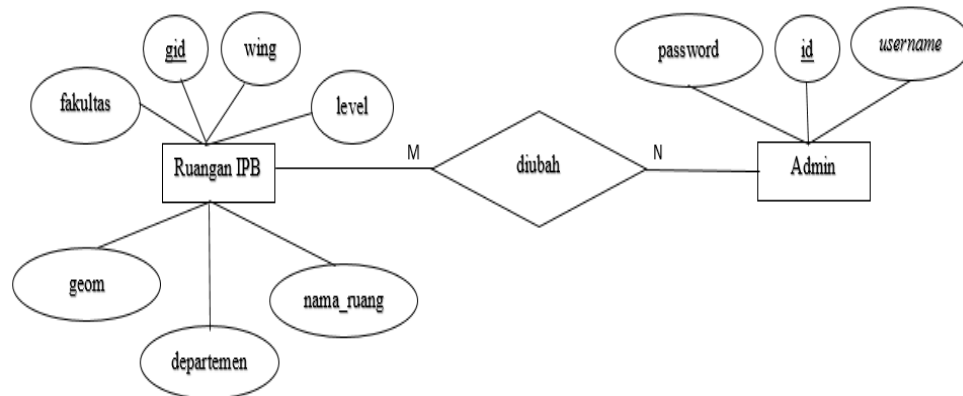 gid
wing
fakultas
level
Ruangan IPB
M
diubah
N
password
id
username
Admin
geom
nama_ruang
departemen